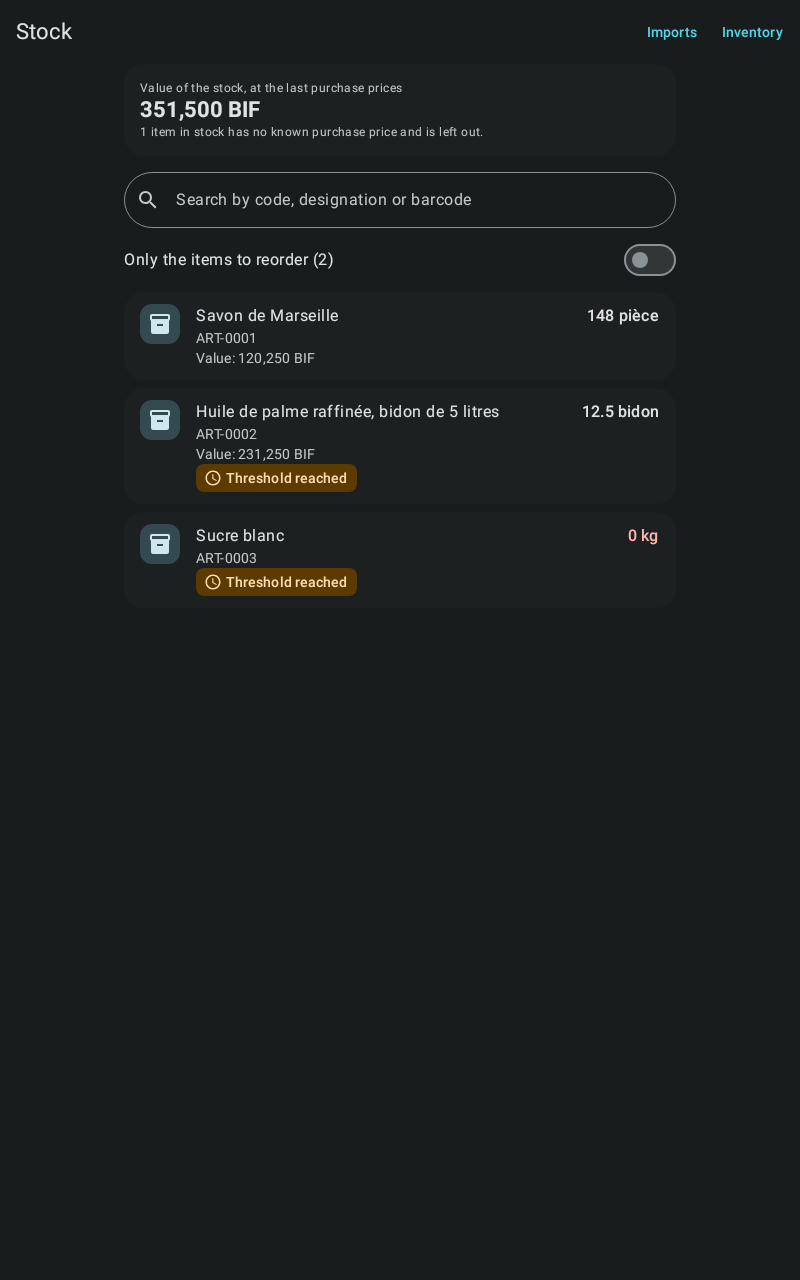 Stock
Imports
Inventory
Value of the stock, at the last purchase prices
351,500 BIF
1 item in stock has no known purchase price and is left out.
Search by code, designation or barcode
Only the items to reorder (2)
Savon de Marseille
148 pièce
ART-0001
Value: 120,250 BIF
Huile de palme raffinée, bidon de 5 litres
12.5 bidon
ART-0002
Value: 231,250 BIF
Threshold reached
Sucre blanc
0 kg
ART-0003
Threshold reached